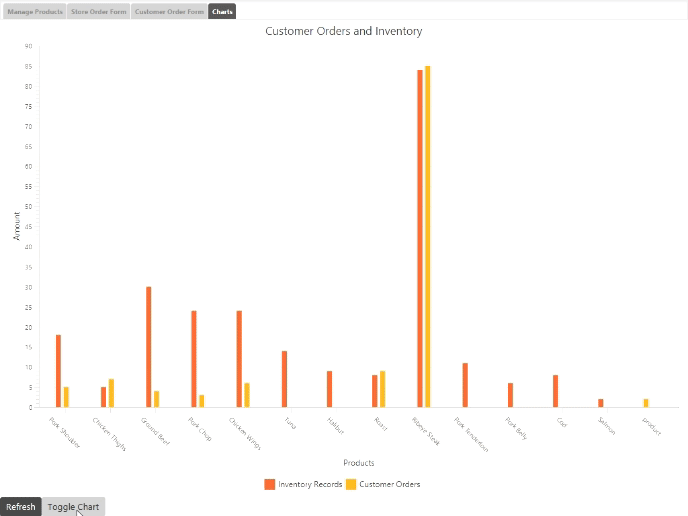 Manage Products Store Order Form Customer Order Form Charts
Customer Orders and Inventory
90
85
80
75
70
65
60
55
50
45
40
35
30
25
20
15
10
5
0
Amount
Pork Shoulder Chicken Thighs Ground Beef Pork Chop Chicken Wings Tuna Halibut Roast Ribeye Steak Pork Tenderloin Pork Belly Cod Salmon product
Products
Inventory Records Customer Orders
Refresh Toggle Chart